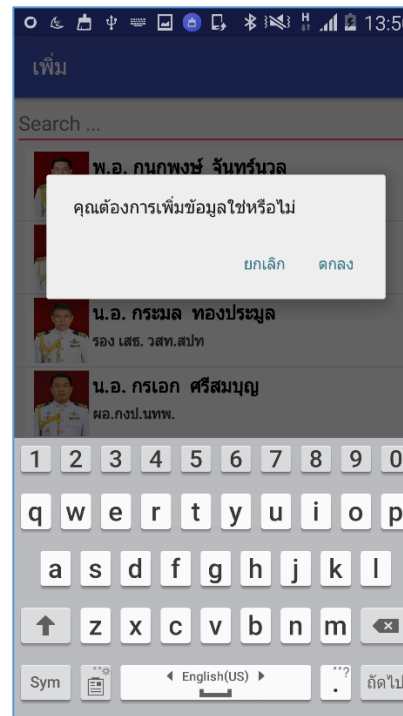 13:50
เพิ่ม
Search ...
พ.อ. กนกพงษ์ จันทร์นวล
คุณต้องการเพิ่มข้อมูลใช่หรือไม่
ยกเลิก ตกลง
น.อ. กระมล ทองประมูล
รอง เสธ. วสท.สปท
น.อ. กรเอก ศรีสมบุญ
ผอ.กงป.นทพ.
1 2 3 4 5 6 7 8 9 0
q w e r t y u i o p
a s d f g h j k l
z x c v b n m
Sym English(US) . ? ถัดไป